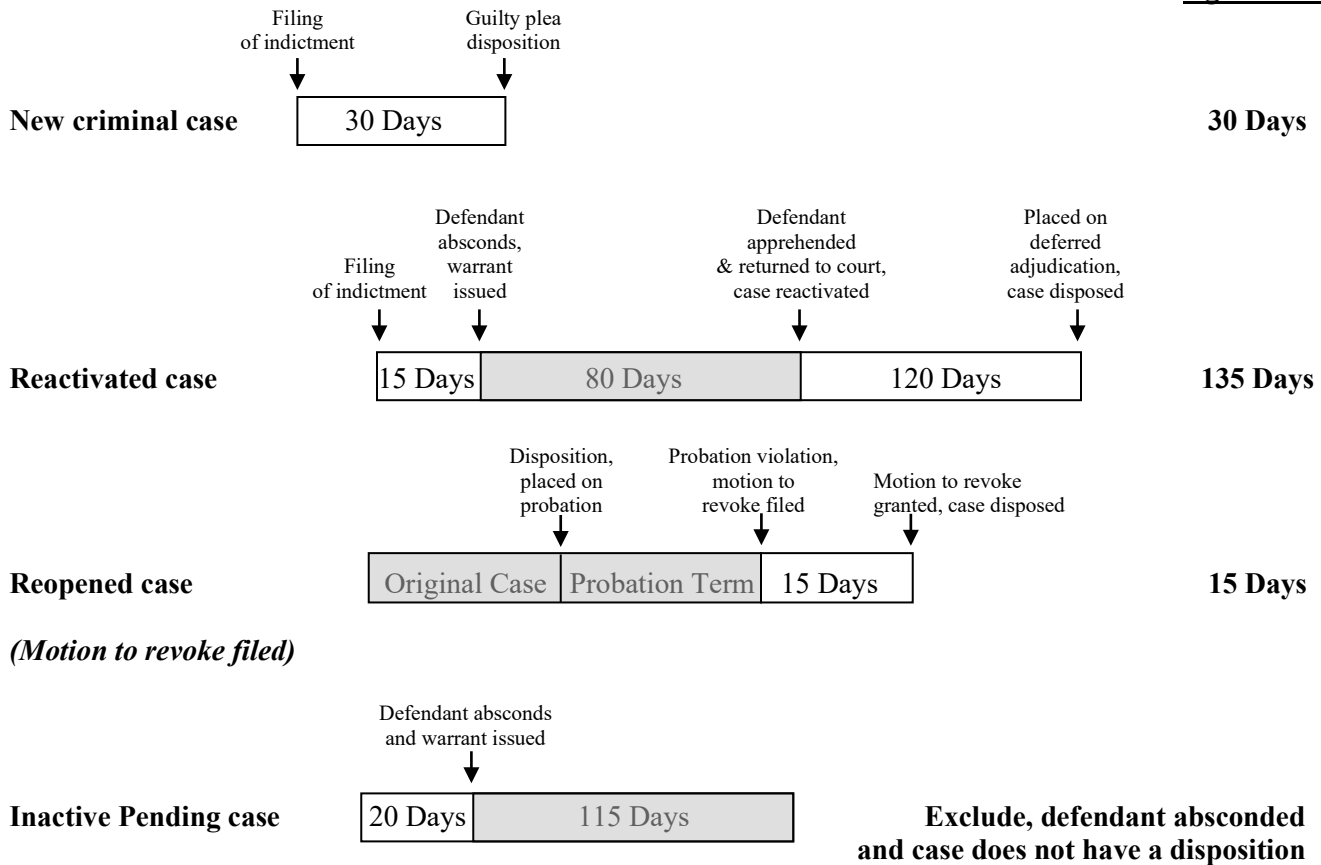 Filing
of indictment
Guilty plea
disposition
New criminal case
30 Days
30 Days
Filing
of indictment
Defendant
absconds,
warrant
issued
Defendant
apprehended
& returned to court,
case reactivated
Placed on
deferred
adjudication,
case disposed
Reactivated case
15 Days
80 Days
120 Days
135 Days
Disposition,
placed on
probation
Probation violation,
motion to
revoke filed
Motion to revoke
granted, case disposed
Reopened case
Original Case
Probation Term
15 Days
15 Days
(Motion to revoke filed)
Defendant absconds
and warrant issued
Inactive Pending case
20 Days
115 Days
Exclude, defendant absconded
and case does not have a disposition